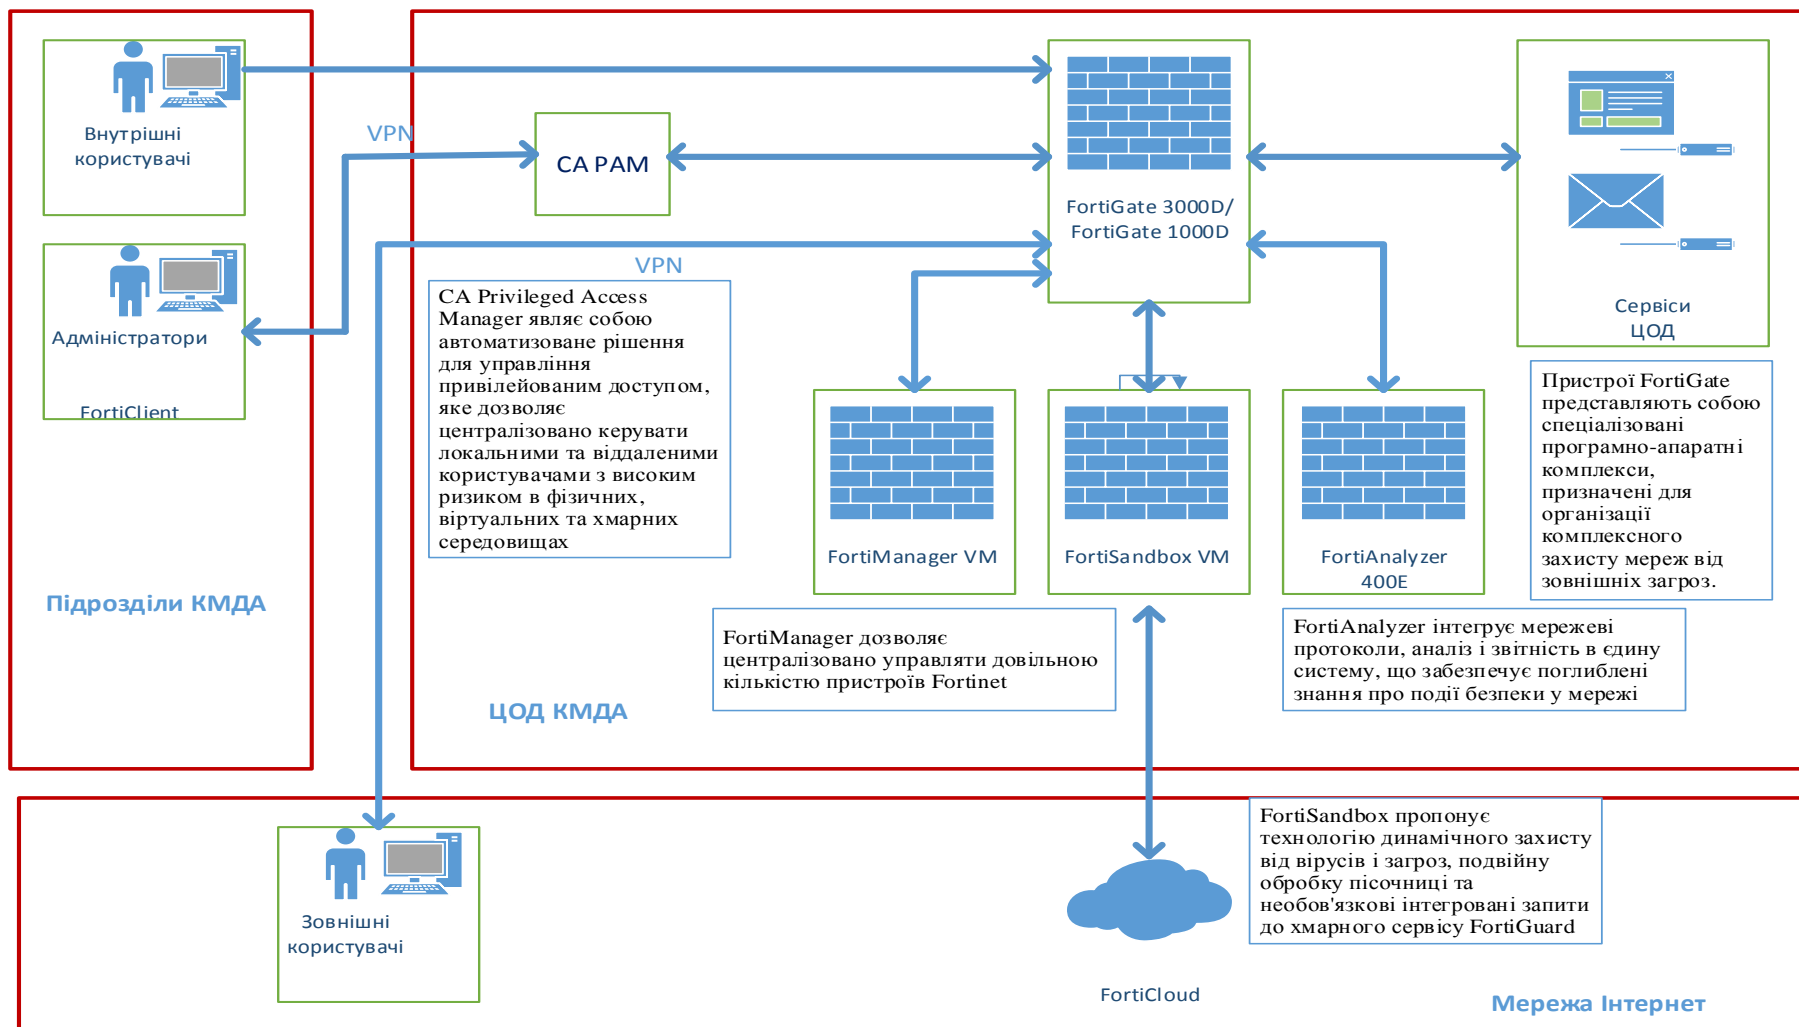 Внутрішні
користувачі
Адміністратори
FortiClient
Підрозділи КМДА
VPN
CA PAM
VPN
CA Privileged Access
Manager являє собою
автоматизоване рішення
для управління
привілейованим доступом,
яке дозволяє
централізовано керувати
локальними та віддаленими
користувачами з високим
ризиком в фізичних,
віртуальних та хмарних
середовищах
FortiGate 3000D/
FortiGate 1000D
Сервіси
ЦОД
Пристрої FortiGate
представляють собою
спеціалізовані
програмно-апаратні
комплекси,
призначені для
організації
комплексного
захисту мереж від
зовнішніх загроз.
FortiManager VM
FortiSandbox VM
FortiAnalyzer
400E
FortiManager дозволяє
централізовано управляти довільною
кількістю пристроїв Fortinet
FortiAnalyzer інтегрує мережеві
протоколи, аналіз і звітність в єдину
систему, що забезпечує поглиблені
знання про події безпеки у мережі
ЦОД КМДА
Зовнішні
користувачі
FortiSandbox пропонує
технологію динамічного захисту
від вірусів і загроз, подвійну
обробку пісочниці та
необов'язкові інтегровані запити
до хмарного сервісу FortiGuard
FortiCloud
Мережа Інтернет